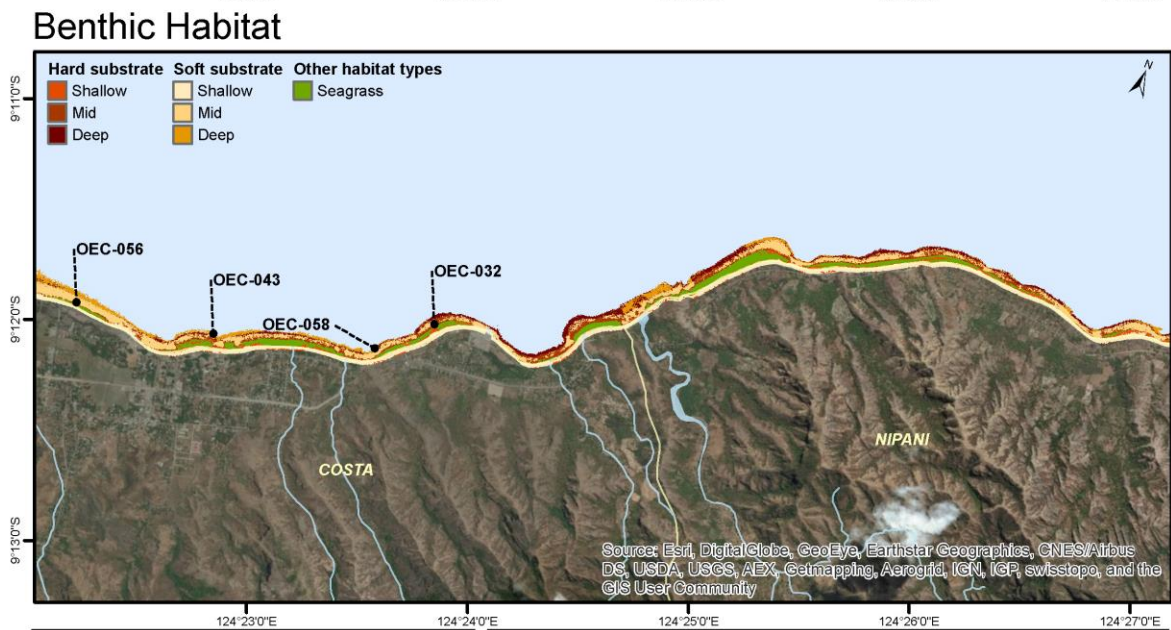 Benthic Habitat
Hard substrate Soft substrate Other habitat types
Shallow Shallow Seagrass
Mid Mid
Deep Deep
N
9°11'0"S
OEC-056
OEC-043
OEC-032
9°12'0"S
OEC-058
COSTA
NIPANI
9°13'0"S
Source: Esri, DigitalGlobe, GeoEye, Earthstar Geographics, CNES/Airbus
DS, USDA, USGS, AEX, Getmapping, Aerogrid, IGN, IGP, swisstopo, and the
GIS User Community
124°23'0"E 124°24'0"E 124°25'0"E 124°26'0"E 124°27'0"E